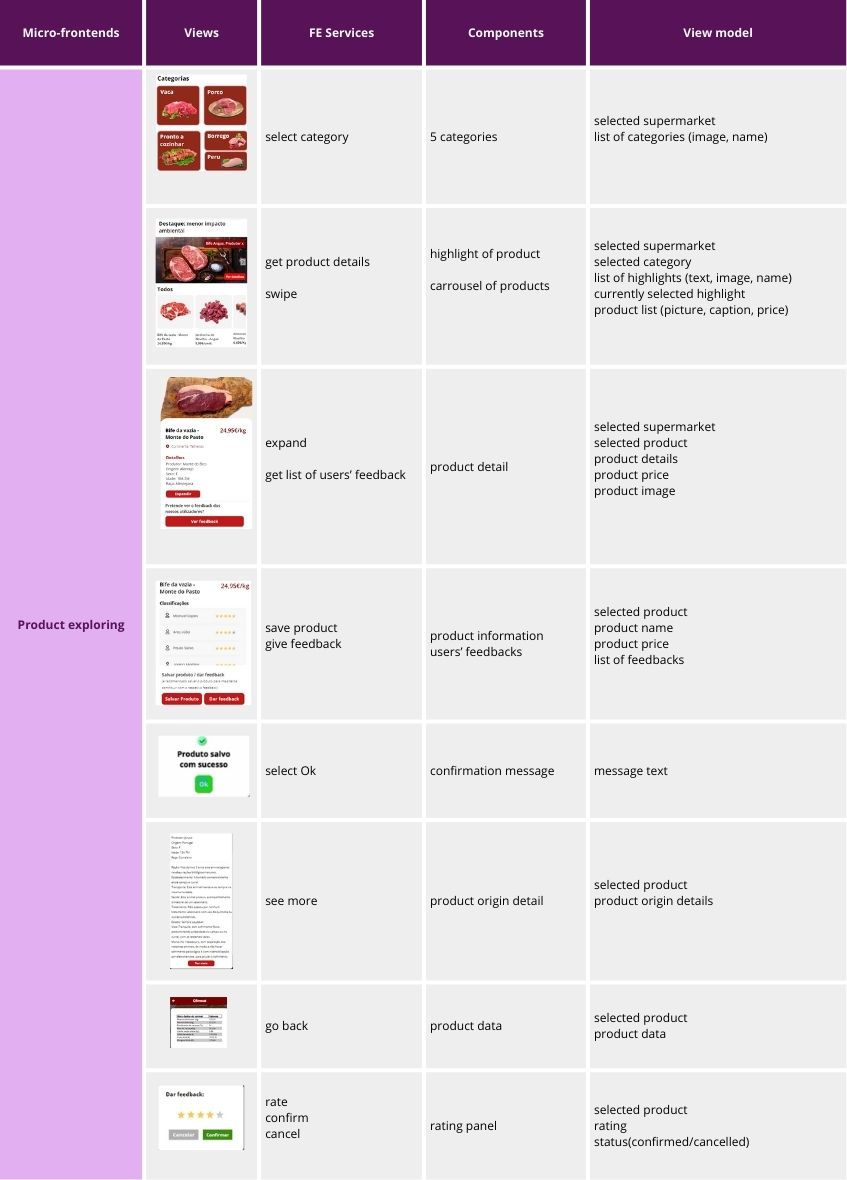 Micro-frontends
Views
FE Services
Components
View model
Product exploring
Categorias
Vaca
Porco
Pronto a
cozinhar
Borrego
Peru
select category
5 categories
selected supermarket
list of categories (image, name)
Destaque: menor impacto
ambiental
Ver detalhes
Todos
get product details
swipe
highlight of product
carrousel of products
selected supermarket
selected category
list of highlights (text, image, name)
currently selected highlight
product list (picture, caption, price)
Bife da vazia -
Monte do Pasto
24,95€/kg
Detalhes
Expandir
Pretende ver o feedback dos
nossos utilizadores?
Ver feedback
expand
get list of users’ feedback
product detail
selected supermarket
selected product
product details
product price
product image
Bife da vazia -
Monte do Pasto
24,95€/kg
Classificações
Salvar produto / dar feedback
Salvar Produto
Dar feedback
save product
give feedback
product information
users’ feedbacks
selected product
product name
product price
list of feedbacks
Produto salvo
com sucesso
Ok
select Ok
confirmation message
message text
see more
product origin detail
selected product
product origin details
go back
product data
selected product
product data
Dar feedback:
Cancelar
Confirmar
rate
confirm
cancel
rating panel
selected product
rating
status(confirmed/cancelled)